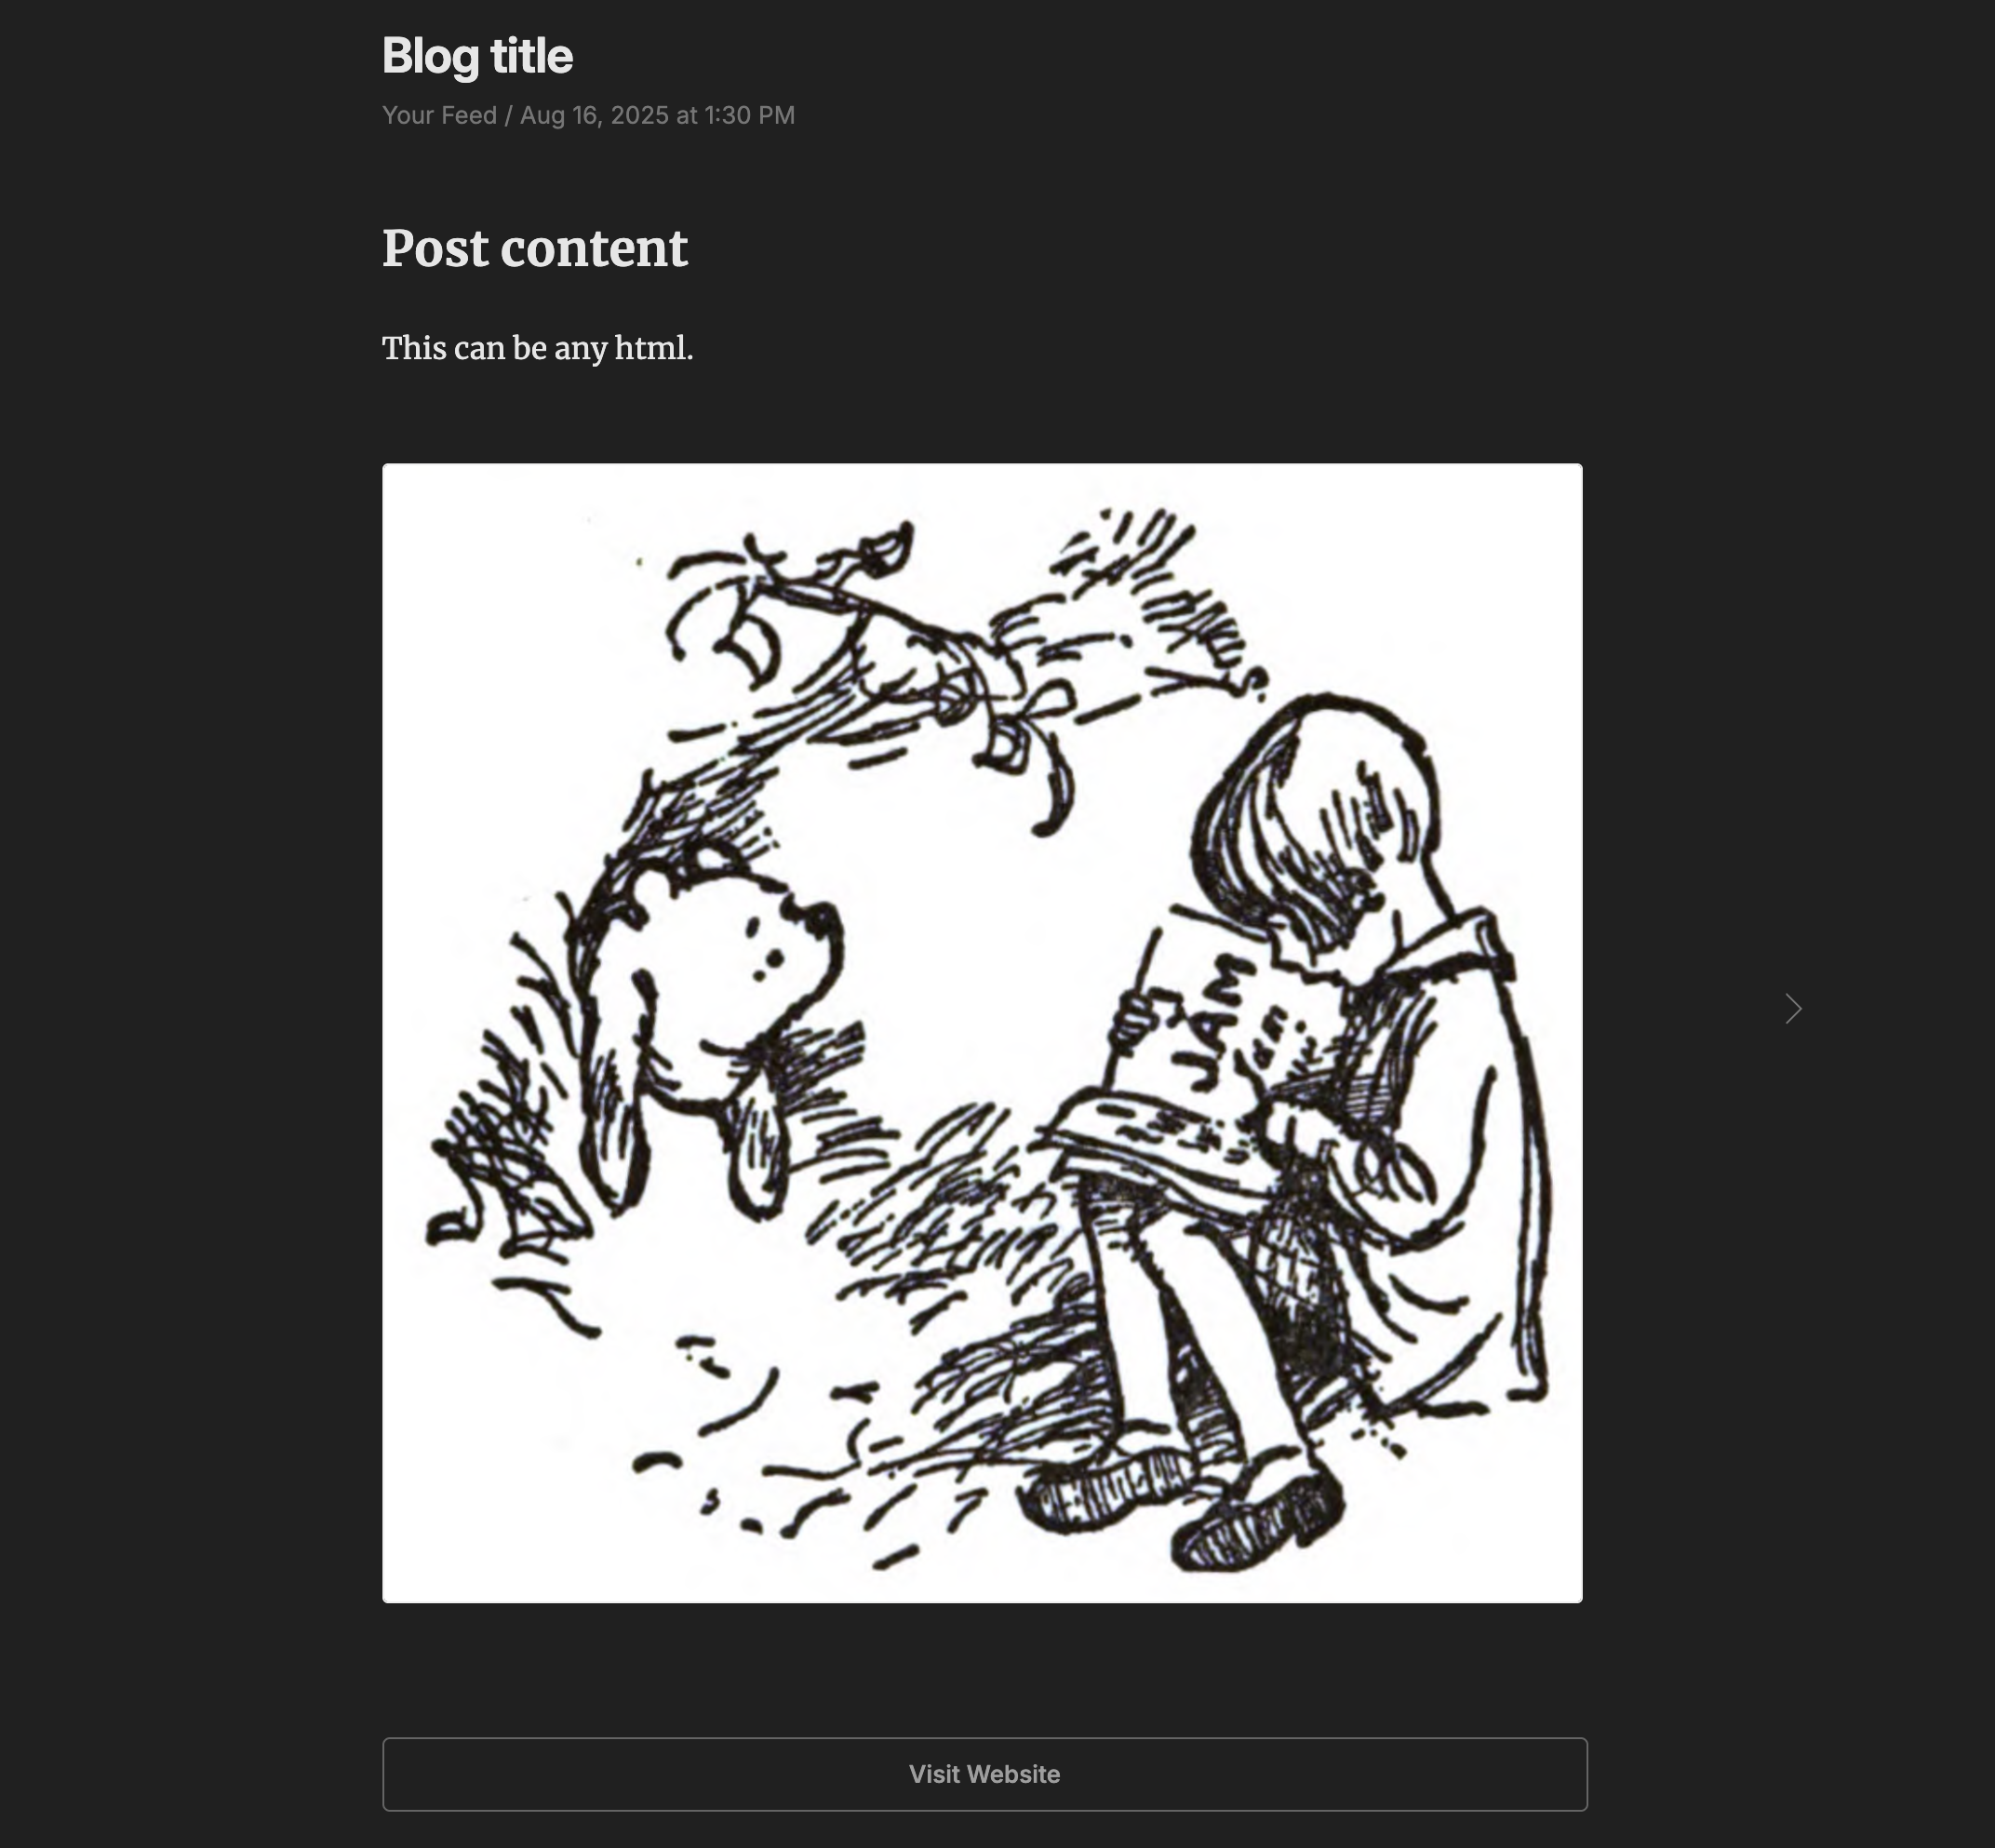 Blog title
Your Feed / Aug 16, 2025 at 1:30 PM
Post content
This can be any html.
JAM
Visit Website